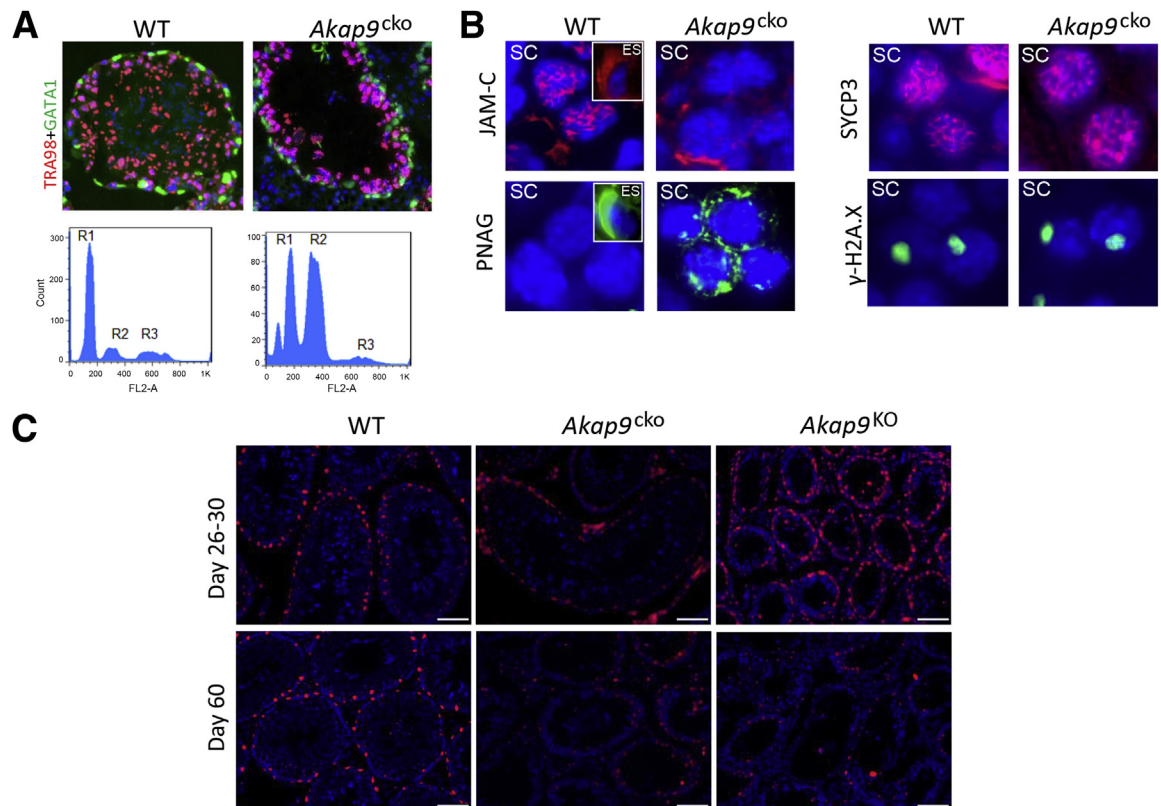 A
WT
Akap9cko
TRA98+GATA1
R1
R2
R3
Count
300
200
100
0
0 200 400 600 800 1K
FL2-A
R1
R2
R3
100
80
60
40
20
0
0 200 400 600 800 1K
FL2-A
B
WT
Akap9cko
JAM-C
SC
ES
SC
PNAG
SC
ES
SC
WT
Akap9cko
SYCP3
SC
SC
γ-H2A.X
SC
SC
C
WT
Akap9cko
Akap9KO
Day 26-30
Day 60